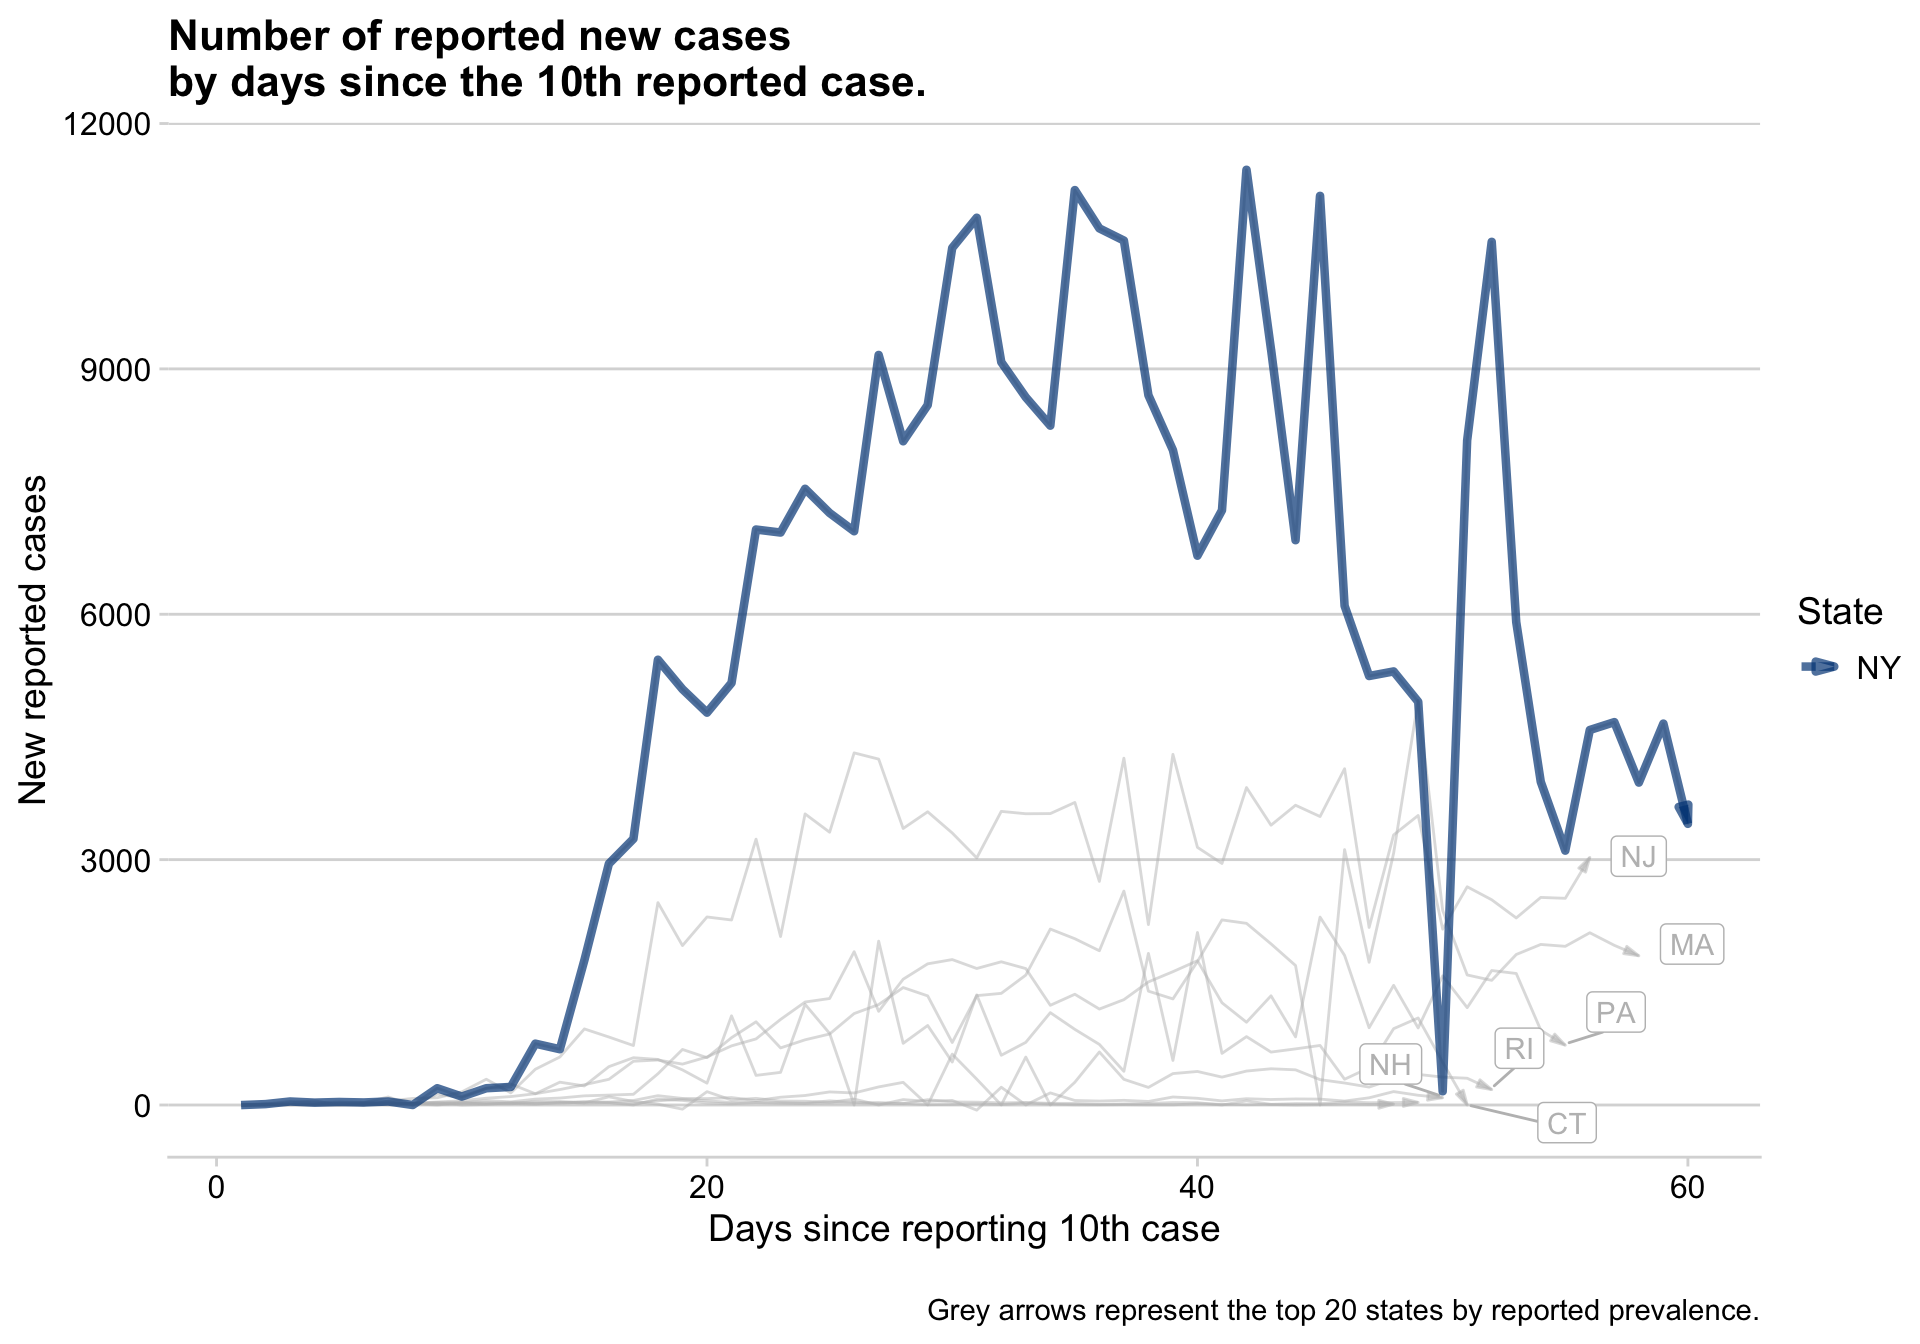 Number of reported new cases
by days since the 10th reported case.
12000
9000
6000
3000
0
New reported cases
State
NY
NJ
MA
PA
RI
NH
CT
0 20 40 60
Days since reporting 10th case
Grey arrows represent the top 20 states by reported prevalence.